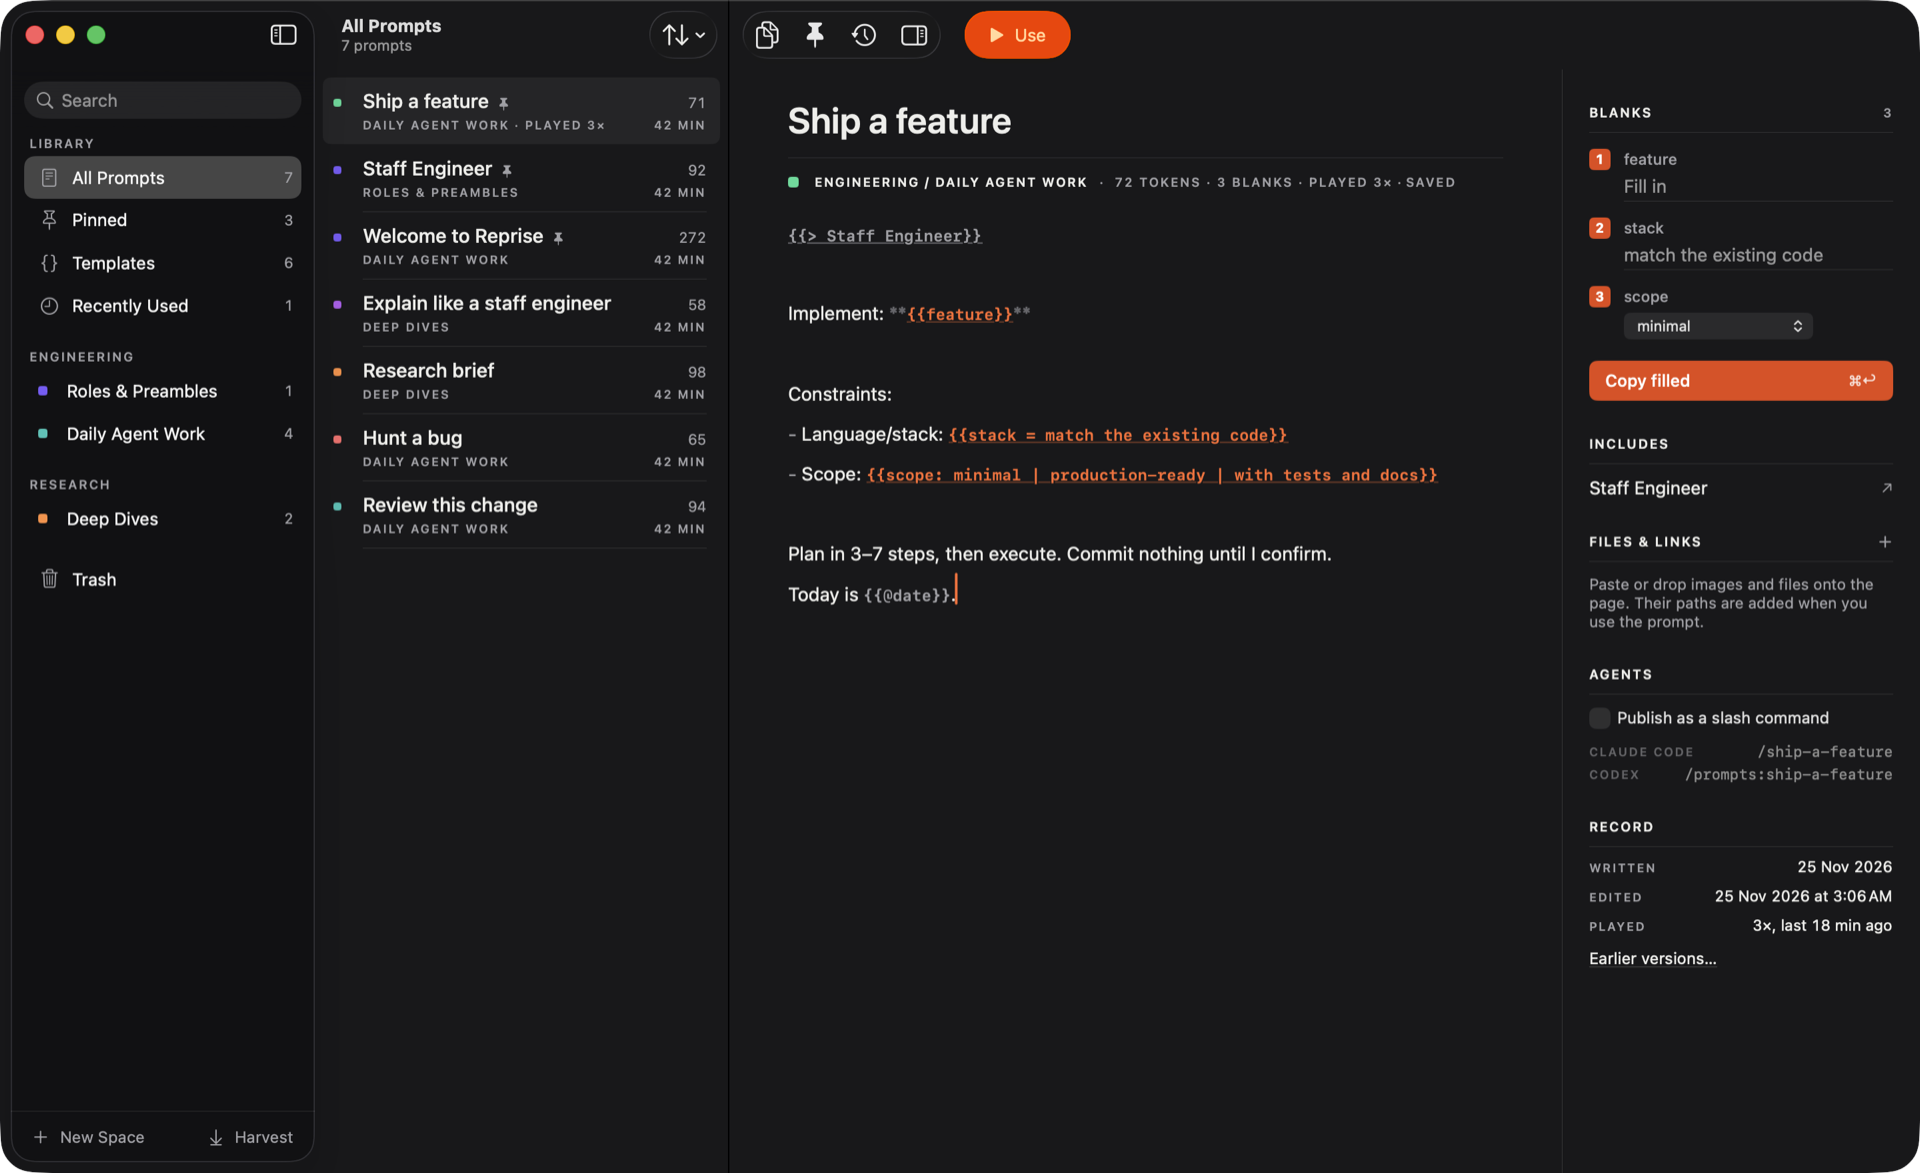 Search
LIBRARY
All Prompts 7
Pinned 3
{} Templates 6
Recently Used 1
ENGINEERING
Roles & Preambles 1
Daily Agent Work 4
RESEARCH
Deep Dives 2
Trash
+ New Space
Harvest
All Prompts
7 prompts
Ship a feature 71
DAILY AGENT WORK · PLAYED 3× 42 MIN
Staff Engineer 92
ROLES & PREAMBLES 42 MIN
Welcome to Reprise 272
DAILY AGENT WORK 42 MIN
Explain like a staff engineer 58
DEEP DIVES 42 MIN
Research brief 98
DEEP DIVES 42 MIN
Hunt a bug 65
DAILY AGENT WORK 42 MIN
Review this change 94
DAILY AGENT WORK 42 MIN
Use
Ship a feature
ENGINEERING / DAILY AGENT WORK · 72 TOKENS · 3 BLANKS · PLAYED 3× · SAVED
{{> Staff Engineer}}
Implement: **{{feature}}**
Constraints:
- Language/stack: {{stack = match the existing code}}
- Scope: {{scope: minimal | production-ready | with tests and docs}}
Plan in 3–7 steps, then execute. Commit nothing until I confirm.
Today is {{@date}}.
BLANKS 3
1 feature
Fill in
2 stack
match the existing code
3 scope
minimal
Copy filled ⌘↩
INCLUDES
Staff Engineer ↗
FILES & LINKS +
Paste or drop images and files onto the
page. Their paths are added when you
use the prompt.
AGENTS
Publish as a slash command
CLAUDE CODE /ship-a-feature
CODEX /prompts:ship-a-feature
RECORD
WRITTEN 25 Nov 2026
EDITED 25 Nov 2026 at 3:06 AM
PLAYED 3×, last 18 min ago
Earlier versions...